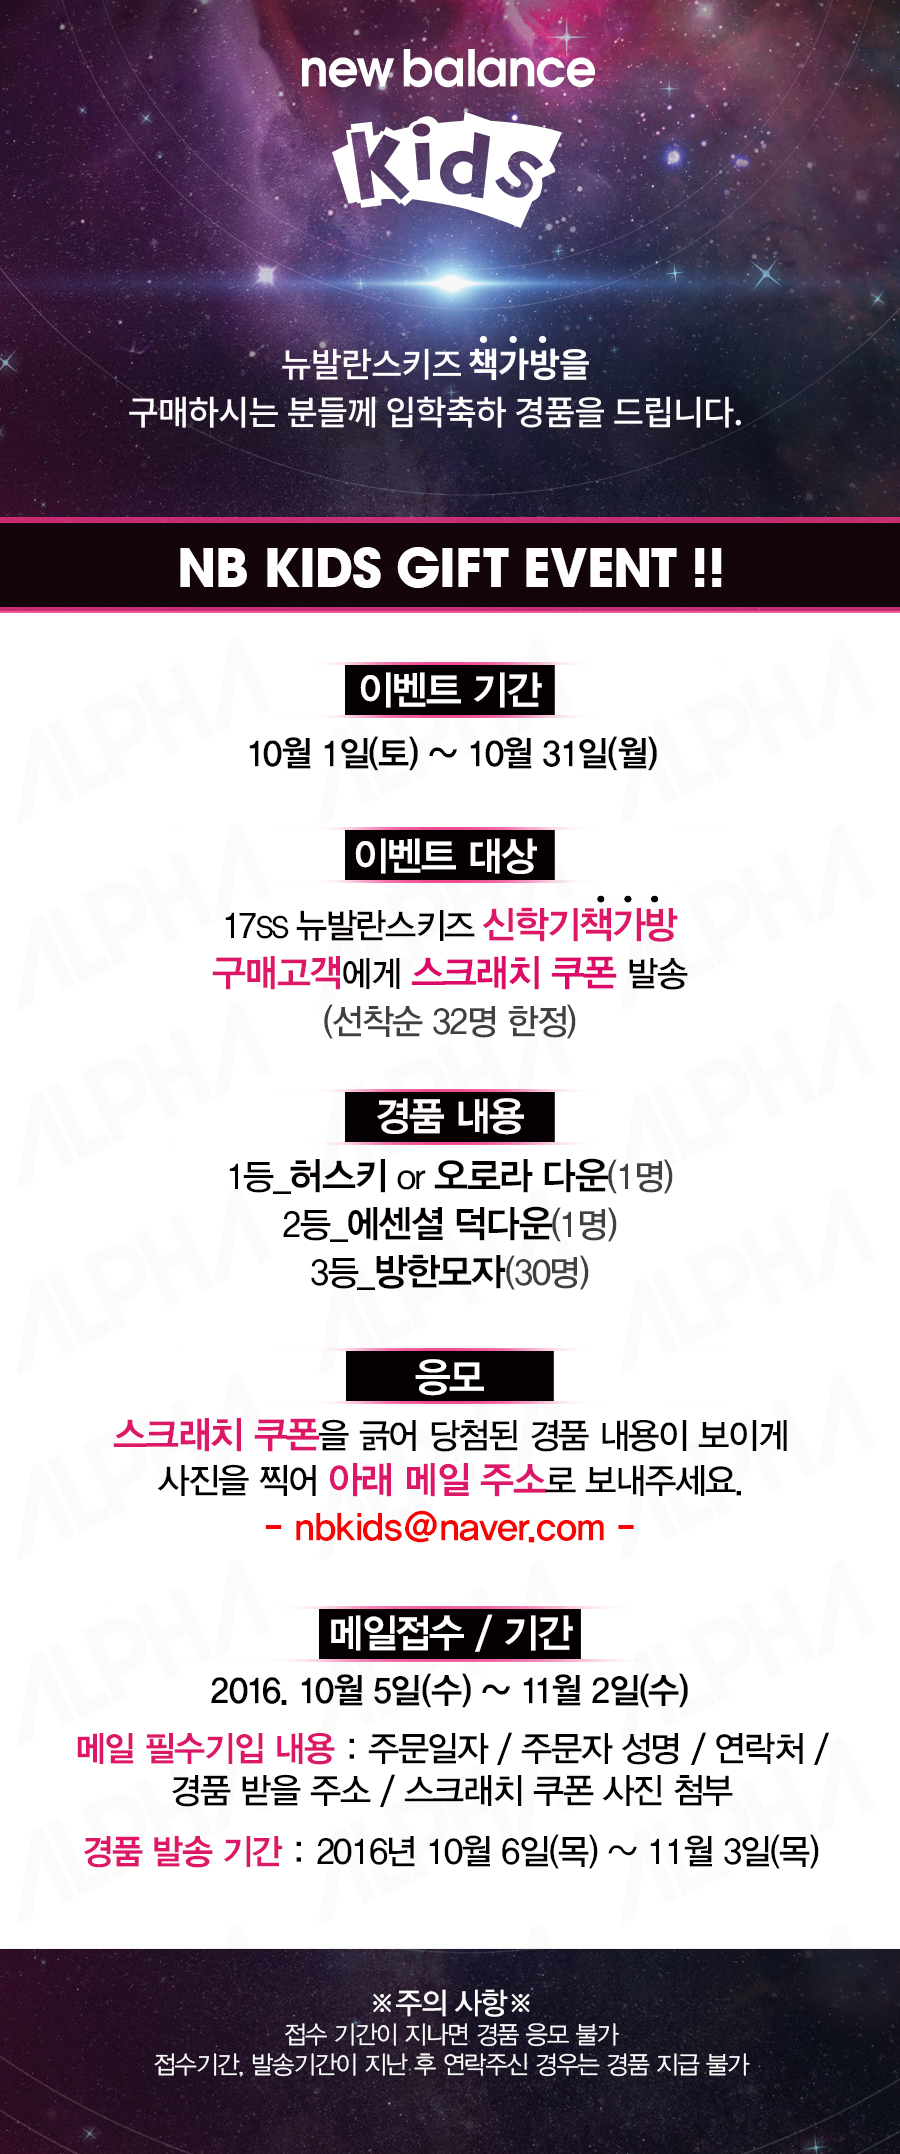 new balance
Kids
뉴발란스키즈 책가방을
구매하시는 분들께 입학축하 경품을 드립니다.
NB KIDS GIFT EVENT !!
이벤트 기간
10월 1일(토) ~ 10월 31일(월)
이벤트 대상
17SS 뉴발란스키즈 신학기책가방
구매고객에게 스크래치 쿠폰 발송
(선착순 32명 한정)
경품 내용
1등_허스키 or 오로라 다운(1명)
2등_에센셜 덕다운(1명)
3등_방한모자(30명)
응모
스크래치 쿠폰을 긁어 당첨된 경품 내용이 보이게
사진을 찍어 아래 메일 주소로 보내주세요.
- nbkids@naver.com -
메일접수 / 기간
2016. 10월 5일(수) ~ 11월 2일(수)
메일 필수기입 내용 : 주문일자 / 주문자 성명 / 연락처 /
경품 받을 주소 / 스크래치 쿠폰 사진 첨부
경품 발송 기간 : 2016년 10월 6일(목) ~ 11월 3일(목)
※주의 사항※
접수 기간이 지나면 경품 응모 불가
접수기간, 발송기간이 지난 후 연락주신 경우는 경품 지급 불가